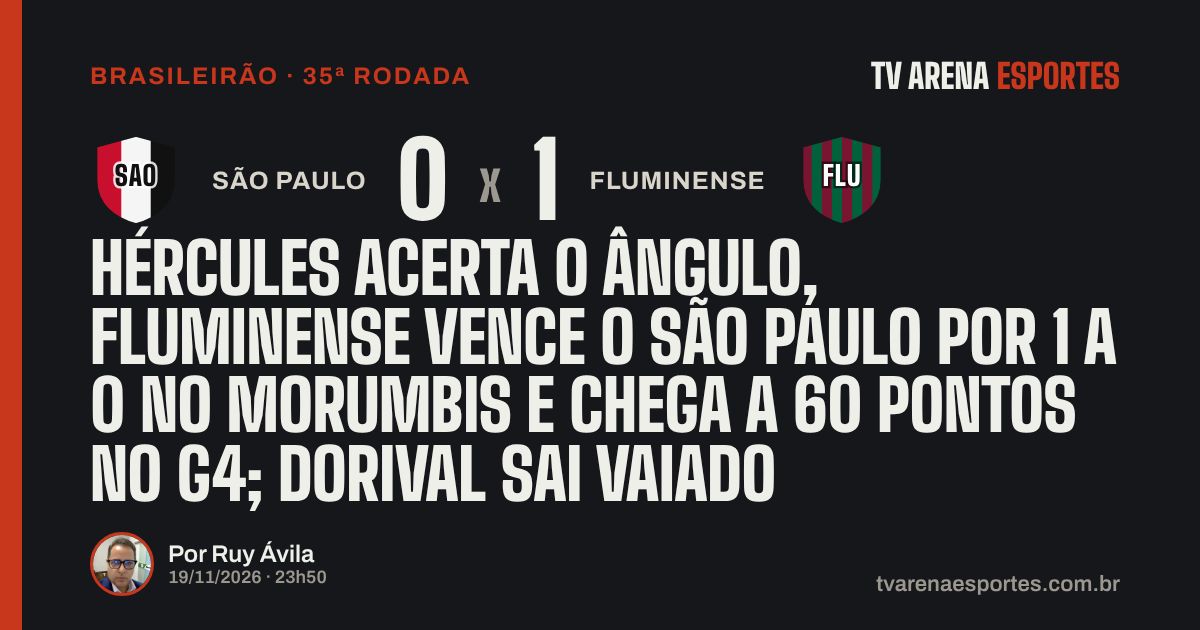 BRASILEIRÃO · 35ª RODADA
TV ARENA ESPORTES
SAO SÃO PAULO 0 X 1 FLUMINENSE FLU
HÉRCULES ACERTA O ÂNGULO,
FLUMINENSE VENCE O SÃO PAULO POR 1 A
0 NO MORUMBIS E CHEGA A 60 PONTOS
NO G4; DORIVAL SAI VAIADO
Por Ruy Ávila
19/11/2026 · 23h50
tvarenaesportes.com.br